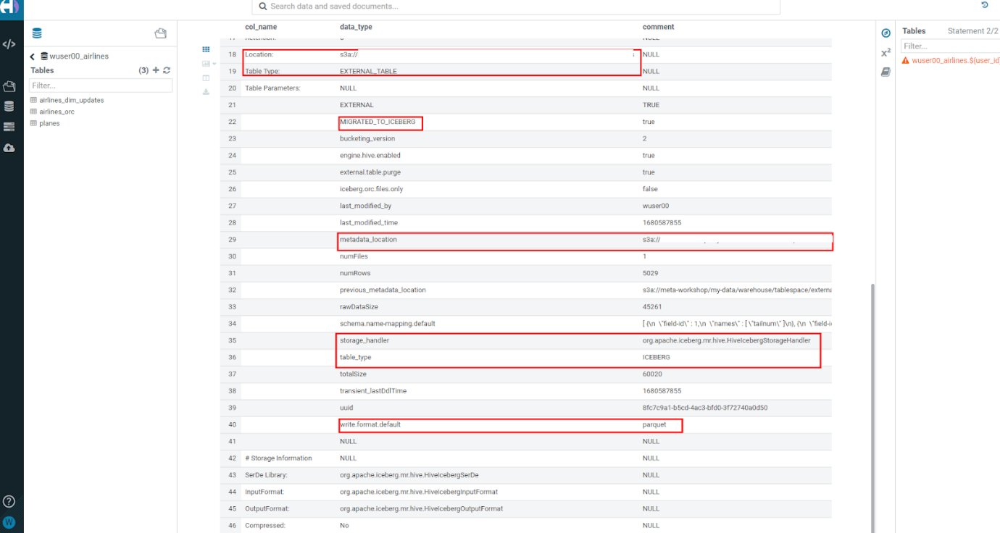 Search data and saved documents...
</>
wuser00_airlines
Tables (3)
Filter...
airlines_dim_updates
airlines_orc
planes
W
col_name data_type comment
18 Location: s3a:// NULL
19 Table Type: EXTERNAL_TABLE NULL
20 Table Parameters: NULL NULL
21 EXTERNAL TRUE
22 MIGRATED_TO_ICEBERG true
23 bucketing_version 2
24 engine.hive.enabled true
25 external.table.purge true
26 iceberg.orc.files.only false
27 last_modified_by wuser00
28 last_modified_time 1680587855
29 metadata_location s3a://
30 numFiles 1
31 numRows 5029
32 previous_metadata_location s3a://meta-workshop/my-data/warehouse/tablespace/externa
33 rawDataSize 45261
34 schema.name-mapping.default [ {\n \"field-id\" : 1,\n \"names\" : [ \"tailnum\" ]\n}, {\n \"field-i
35 storage_handler org.apache.iceberg.mr.hive.HiveIcebergStorageHandler
36 table_type ICEBERG
37 totalSize 60020
38 transient_lastDdlTime 1680587855
39 uuid 8fc7c9a1-b5cd-4ac3-bfd0-3f72740a0d50
40 write.format.default parquet
41 NULL NULL
42 # Storage Information NULL NULL
43 SerDe Library: org.apache.iceberg.mr.hive.HiveIcebergSerDe NULL
44 InputFormat: org.apache.iceberg.mr.hive.HiveIcebergInputFormat NULL
45 OutputFormat: org.apache.iceberg.mr.hive.HiveIcebergOutputFormat NULL
46 Compressed: No NULL
Tables Statement 2/2
Filter...
x²
wuser00_airlines.${user_id